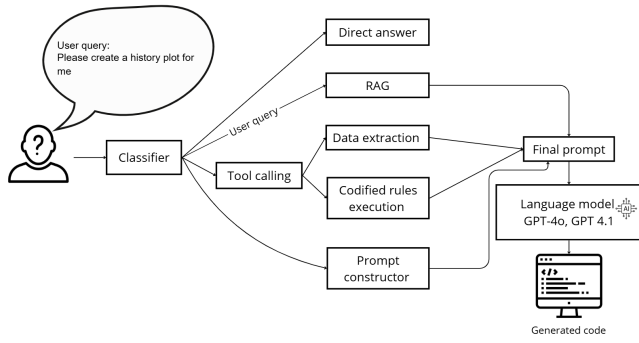 User query:
Please create a history plot for
me
?
Classifier
User query
Direct answer
RAG
Tool calling
Data extraction
Codified rules
execution
Prompt
constructor
Final prompt
Language model
GPT-4o, GPT 4.1
AI
</>
Generated code